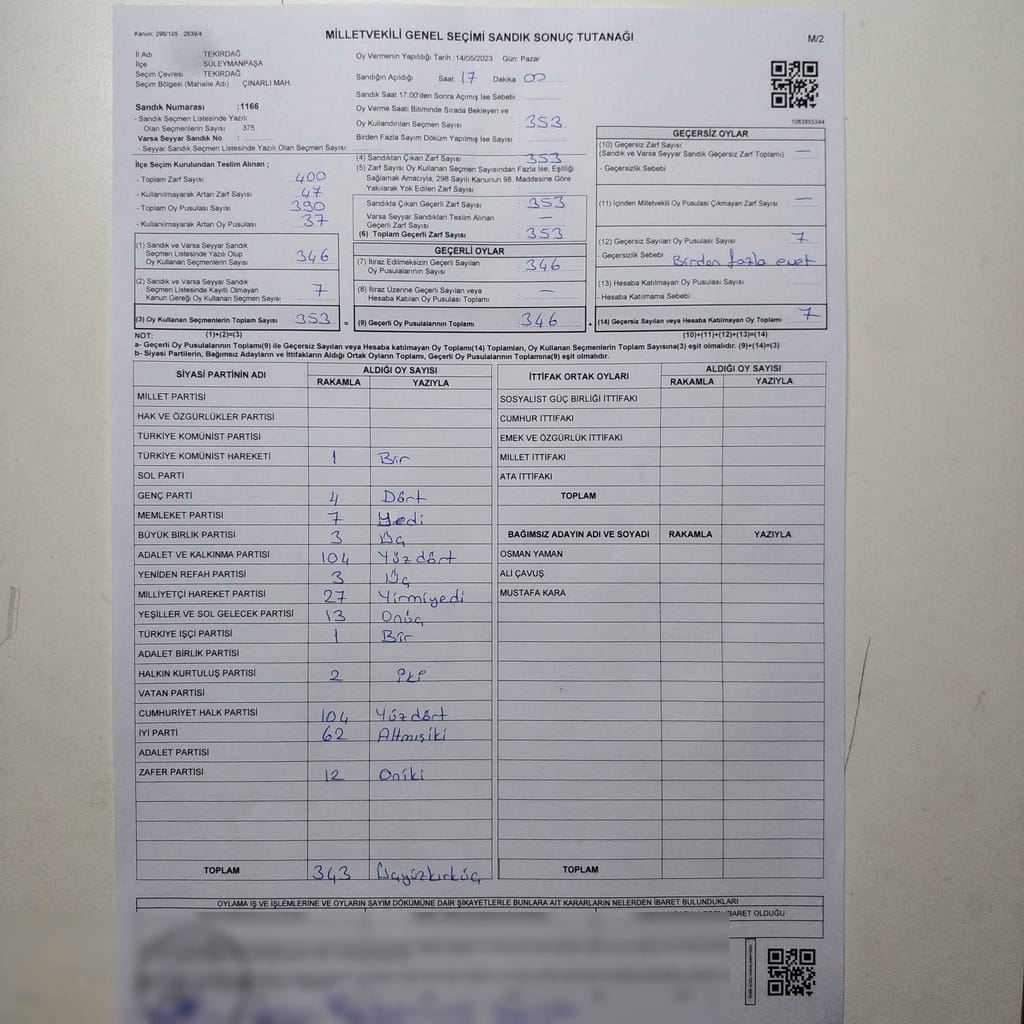 Kanun: 298/105 , 2839/4
MİLLETVEKİLİ GENEL SEÇİMİ SANDIK SONUÇ TUTANAĞI
M/2
İl Adı TEKİRDAĞ
İlçe SÜLEYMANPAŞA
Seçim Çevresi TEKİRDAĞ
Seçim Bölgesi (Mahalle Adı) ÇINARLI MAH.
Sandık Numarası :1166
- Sandık Seçmen Listesinde Yazılı
Olan Seçmenlerin Sayısı 375
Varsa Seyyar Sandık No :
- Seyyar Sandık Seçmen Listesinde Yazılı Olan Seçmen Sayısı:
İlçe Seçim Kurulundan Teslim Alınan ;
- Toplam Zarf Sayısı 400
- Kullanılmayarak Artan Zarf Sayısı 47
- Toplam Oy Pusulası Sayısı 390
- Kullanılmayarak Artan Oy Pusulası 37
(1) Sandık ve Varsa Seyyar Sandık
Seçmen Listesinde Yazılı Olup
Oy Kullanan Seçmenlerin Sayısı 346
(2) Sandık ve Varsa Seyyar Sandık
Seçmen Listesinde Kayıtlı Olmayan
Kanun Gereği Oy Kullanan Seçmen Sayısı 7
(3) Oy Kullanan Seçmenlerin Toplam Sayısı 353 =
Oy Vermenin Yapıldığı Tarih :14/05/2023 Gün: Pazar
Sandığın Açıldığı Saat 17 Dakika 00
Sandık Saat 17.00'den Sonra Açımış İse Sebebi
Oy Verme Saati Bitiminde Sırada Bekleyen ve
Oy Kullandırılan Seçmen Sayısı 353
Birden Fazla Sayım Döküm Yapılmış İse Sayısı
(4) Sandıktan Çıkan Zarf Sayısı 353
(5) Zarf Sayısı Oy Kullanan Seçmen Sayısından Fazla İse, Eşitliği
Sağlamak Amacıyla, 298 Sayılı Kanunun 98. Maddesine Göre
Yakılarak Yok Edilen Zarf Sayısı
Sandıkta Çıkan Geçerli Zarf Sayısı 353
Varsa Seyyar Sandıktan Teslim Alınan
Geçerli Zarf Sayısı —
(6) Toplam Geçerli Zarf Sayısı 353
GEÇERLİ OYLAR
(7) İtiraz Edilmeksizin Geçerli Sayılan
Oy Pusulalarının Sayısı 346
(8) İtiraz Üzerine Geçerli Sayılan veya
Hesaba Katılan Oy Pusulası Toplamı —
(9) Geçerli Oy Pusulalarının Toplamı 346 +
1083855344
GEÇERSİZ OYLAR
(10) Geçersiz Zarf Sayısı
(Sandık ve Varsa Seyyar Sandık Geçersiz Zarf Toplamı) —
- Geçersizlik Sebebi
(11) İçinden Milletvekili Oy Pusulası Çıkmayan Zarf Sayısı —
(12) Geçersiz Sayılan Oy Pusulası Sayısı 7
- Geçersizlik Sebebi Birden fazla evet
(13) Hesaba Katılmayan Oy Pusulası Sayısı
- Hesaba Katılmama Sebebi
(14) Geçersiz Sayılan veya Hesaba Katılmayan Oy Toplamı 7
NOT: (1)+(2)=(3) (10)+(11)+(12)+(13)=(14)
a- Geçerli Oy Pusulalarının Toplamı(9) ile Geçersiz Sayılan veya Hesaba katılmayan Oy Toplamı(14) Toplamları, Oy Kullanan Seçmenlerin Toplam Sayısına(3) eşit olmalıdır. (9)+(14)=(3)
b- Siyasi Partilerin, Bağımsız Adayların ve İttifakların Aldığı Ortak Oyların Toplamı, Geçerli Oy Pusulalarının Toplamına(9) eşit olmalıdır.
SİYASİ PARTİNİN ADI ALDIĞI OY SAYISI
RAKAMLA YAZIYLA
MİLLET PARTİSİ
HAK VE ÖZGÜRLÜKLER PARTİSİ
TÜRKİYE KOMÜNİST PARTİSİ
TÜRKİYE KOMÜNİST HAREKETİ 1 Bir
SOL PARTİ
GENÇ PARTİ 4 Dört
MEMLEKET PARTİSİ 7 Yedi
BÜYÜK BİRLİK PARTİSİ 3 Üç
ADALET VE KALKINMA PARTİSİ 104 Yüzdört
YENİDEN REFAH PARTİSİ 3 Üç
MİLLİYETÇİ HAREKET PARTİSİ 27 Yirmiyedi
YEŞİLLER VE SOL GELECEK PARTİSİ 13 Onüç
TÜRKİYE İŞÇİ PARTİSİ 1 Bir
ADALET BİRLİK PARTİSİ
HALKIN KURTULUŞ PARTİSİ 2 İki
VATAN PARTİSİ
CUMHURİYET HALK PARTİSİ 104 Yüzdört
İYİ PARTİ 62 Altmışiki
ADALET PARTİSİ
ZAFER PARTİSİ 12 Oniki
TOPLAM 343 Üçyüzkırküç
İTTİFAK ORTAK OYLARI ALDIĞI OY SAYISI
RAKAMLA YAZIYLA
SOSYALİST GÜÇ BİRLİĞİ İTTİFAKI
CUMHUR İTTİFAKI
EMEK VE ÖZGÜRLÜK İTTİFAKI
MİLLET İTTİFAKI
ATA İTTİFAKI
TOPLAM
BAĞIMSIZ ADAYIN ADI VE SOYADI RAKAMLA YAZIYLA
OSMAN YAMAN
ALİ ÇAVUŞ
MUSTAFA KARA
TOPLAM
OYLAMA İŞ VE İŞLEMLERİNE VE OYLARIN SAYIM DÖKÜMÜNE DAİR ŞİKAYETLERLE BUNLARA AİT KARARLARIN NELERDEN İBARET BULUNDUKLARI
İBARET OLDUĞU